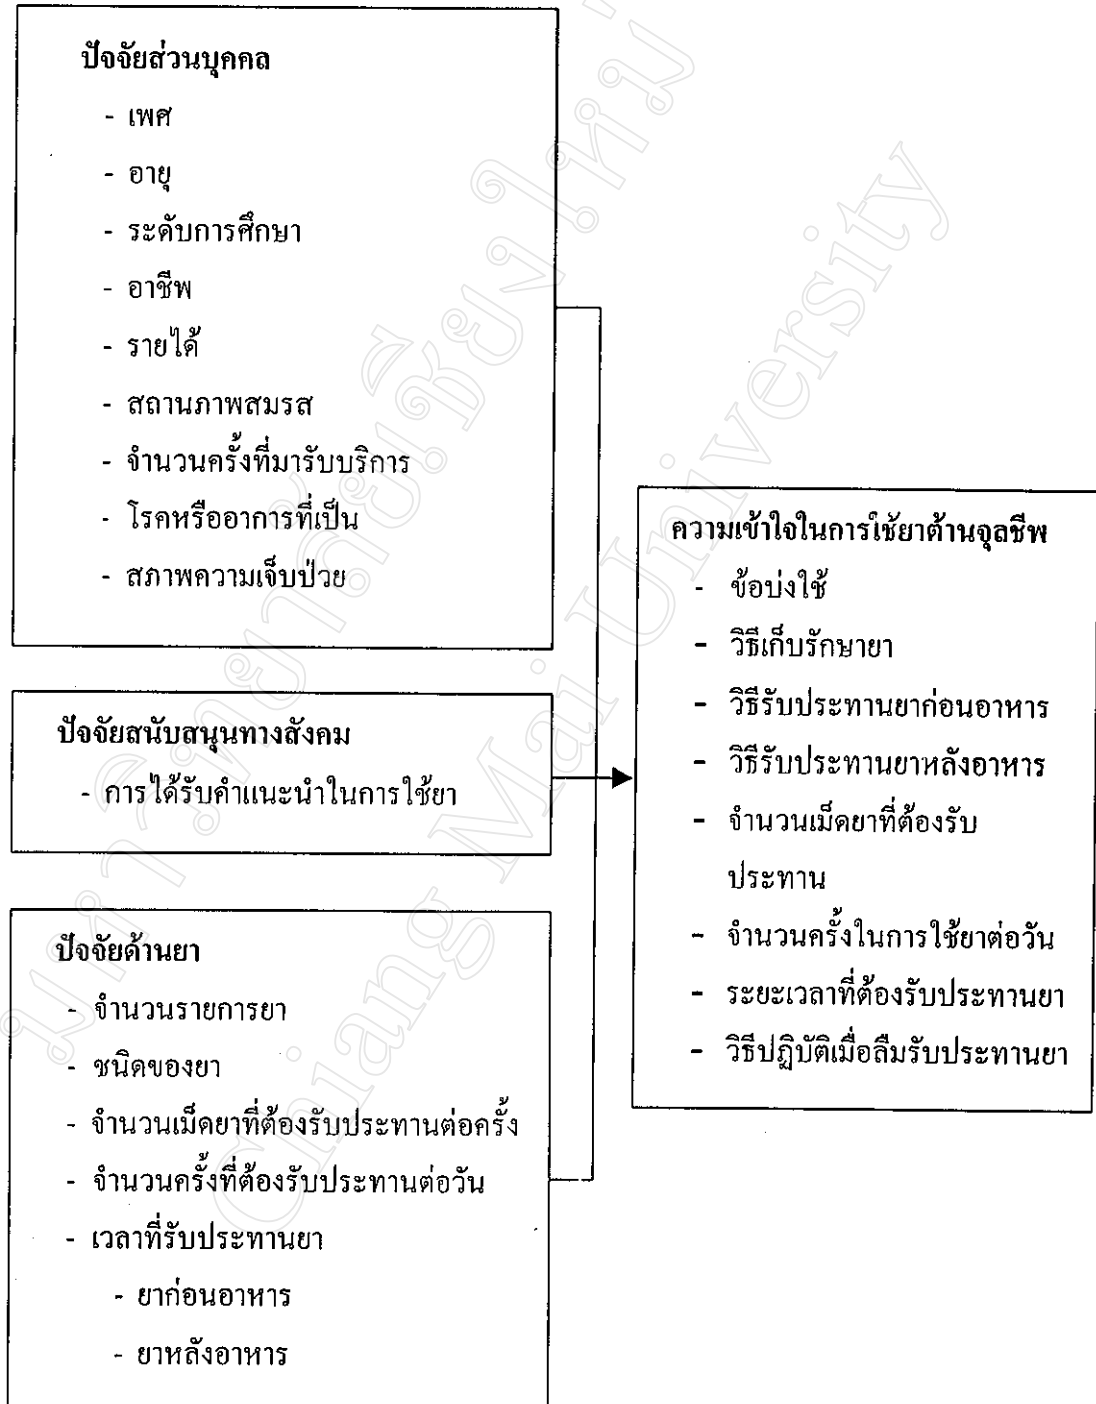 ปัจจัยส่วนบุคคล
- เพศ
- อายุ
- ระดับการศึกษา
- อาชีพ
- รายได้
- สถานภาพสมรส
- จำนวนครั้งที่มารับบริการ
- โรคหรืออาการที่เป็น
- สภาพความเจ็บป่วย
ปัจจัยสนับสนุนทางสังคม
- การได้รับคำแนะนำในการใช้ยา
ปัจจัยด้านยา
- จำนวนรายการยา
- ชนิดของยา
- จำนวนเม็ดยาที่ต้องรับประทานต่อครั้ง
- จำนวนครั้งที่ต้องรับประทานต่อวัน
- เวลาที่รับประทานยา
- ยาก่อนอาหาร
- ยาหลังอาหาร
ความเข้าใจในการใช้ยาต้านจุลชีพ
- ข้อบ่งใช้
- วิธีเก็บรักษายา
- วิธีรับประทานยาก่อนอาหาร
- วิธีรับประทานยาหลังอาหาร
- จำนวนเม็ดยาที่ต้องรับ
ประทาน
- จำนวนครั้งในการใช้ยาต่อวัน
- ระยะเวลาที่ต้องรับประทานยา
- วิธีปฏิบัติเมื่อลืมรับประทานยา
มหาวิทยาลัยเชียงใหม่
Chiang Mai University